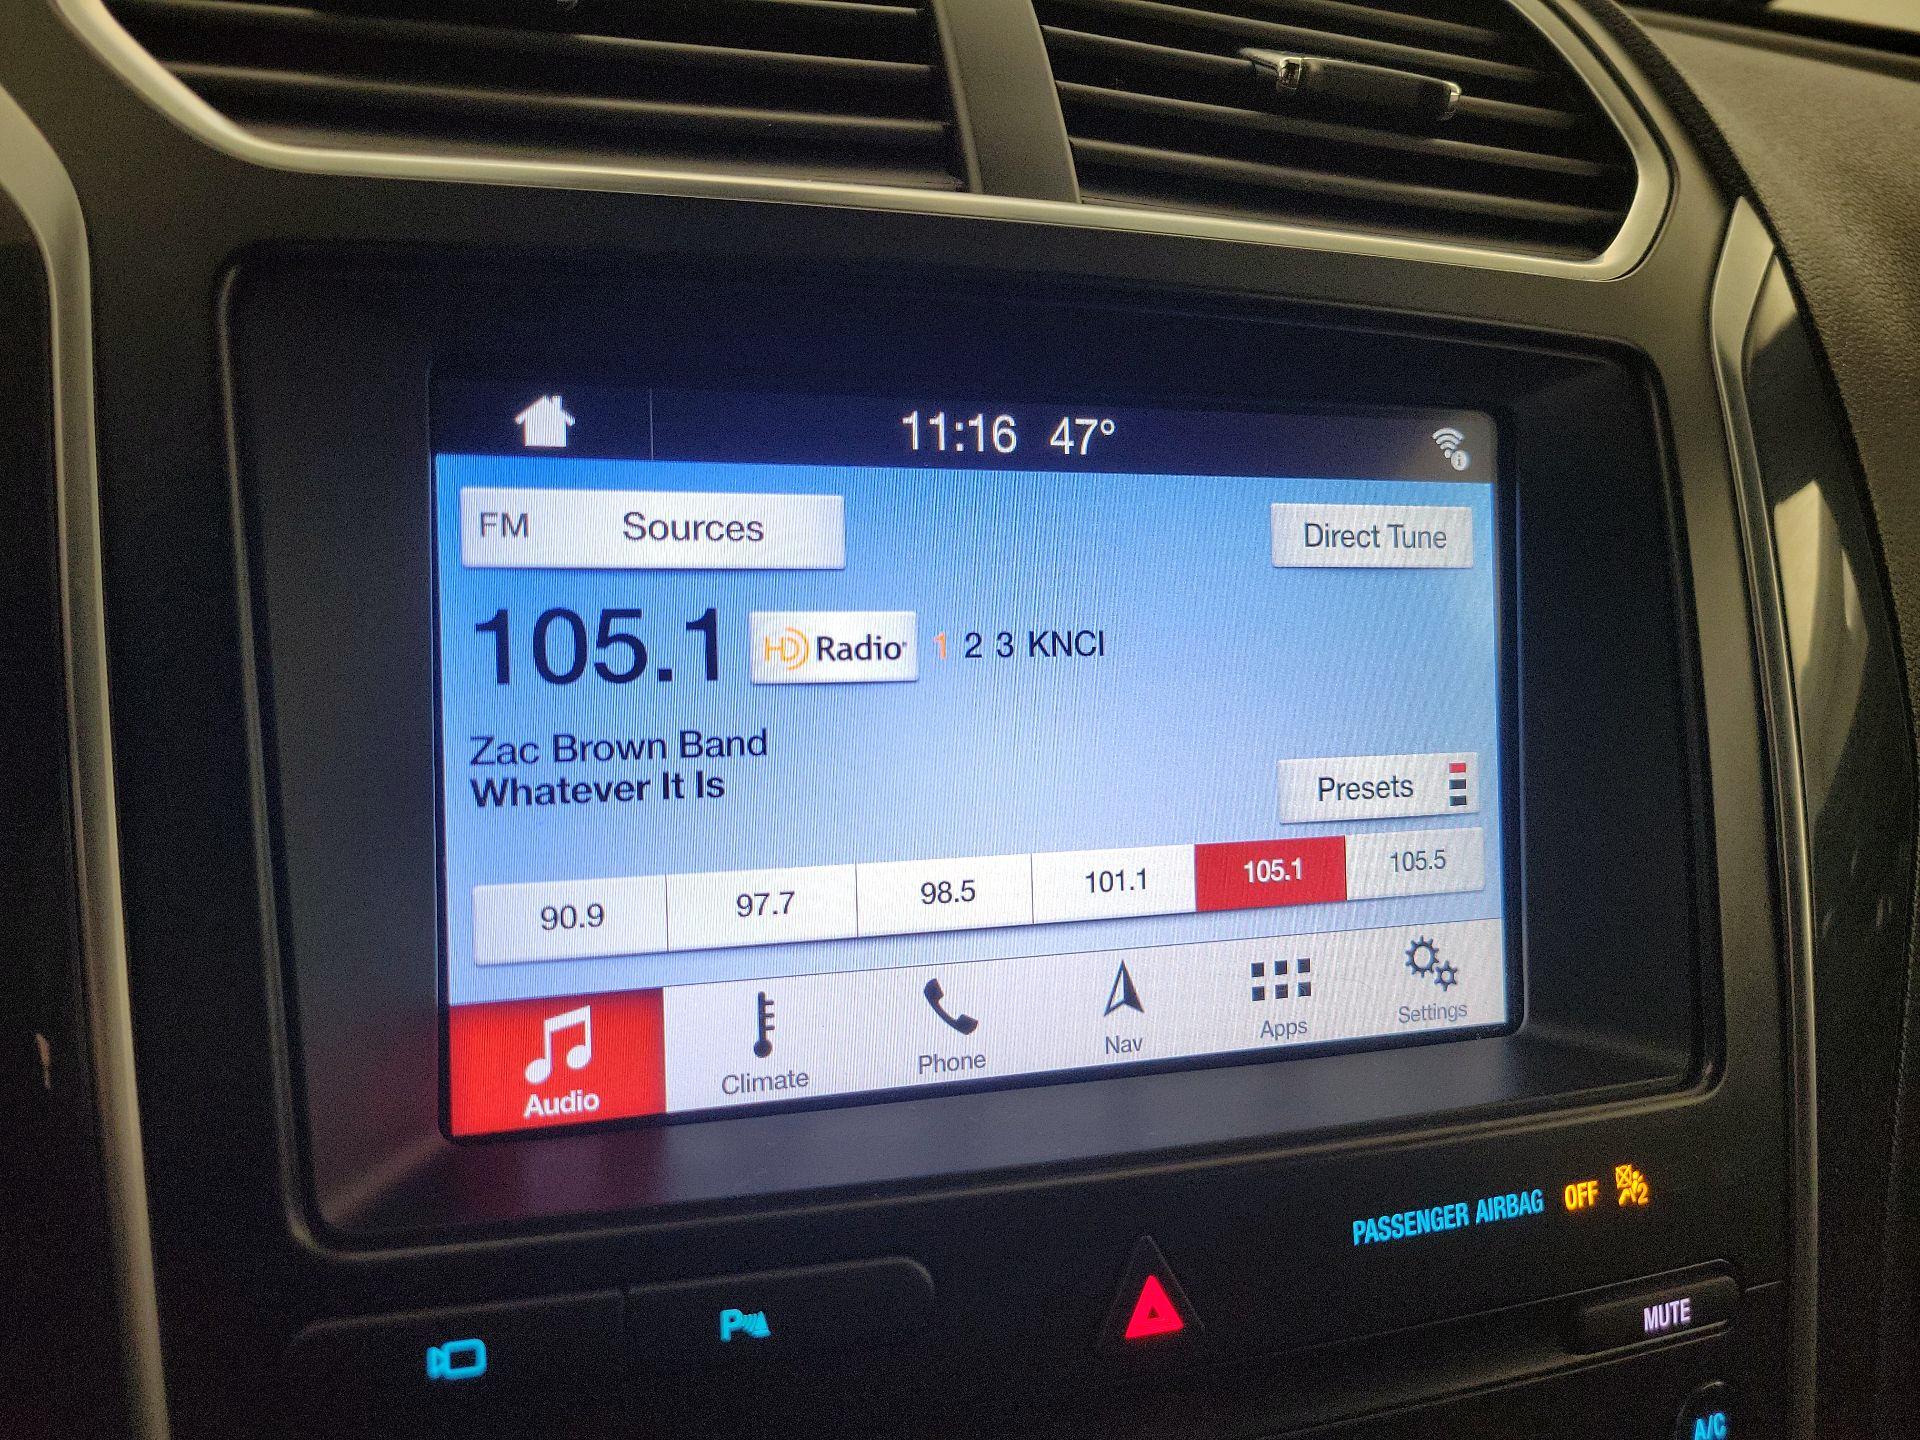 11:16 47°
FM Sources
Direct Tune
105.1 HD Radio 1 2 3 KNCI
Zac Brown Band
Whatever It Is
Presets
90.9 97.7 98.5 101.1 105.1 105.5
Audio Climate Phone Nav Apps Settings
PASSENGER AIRBAG OFF 2
P
MUTE
A/C